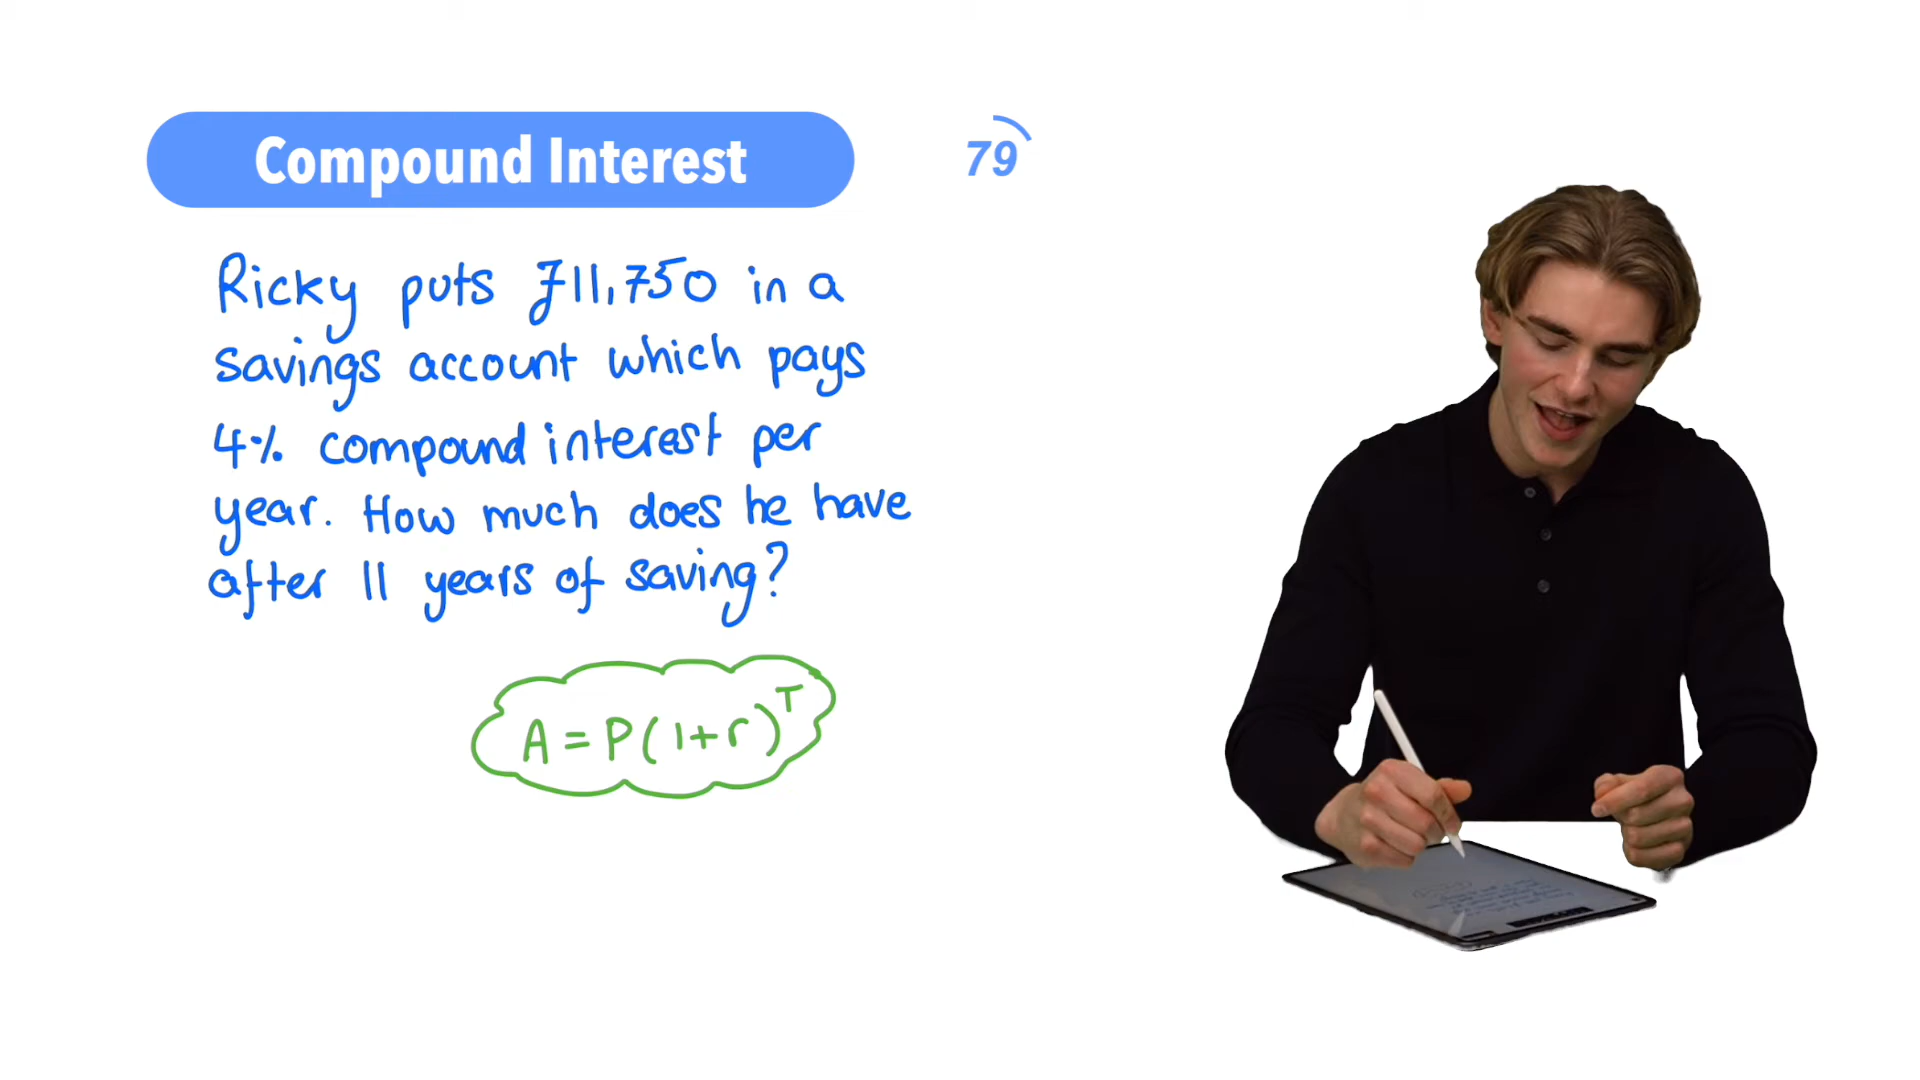 Compound Interest
79
Ricky puts £11,750 in a
savings account which pays
4% compound interest per
year. How much does he have
after 11 years of saving?
A = P(1+r)^T